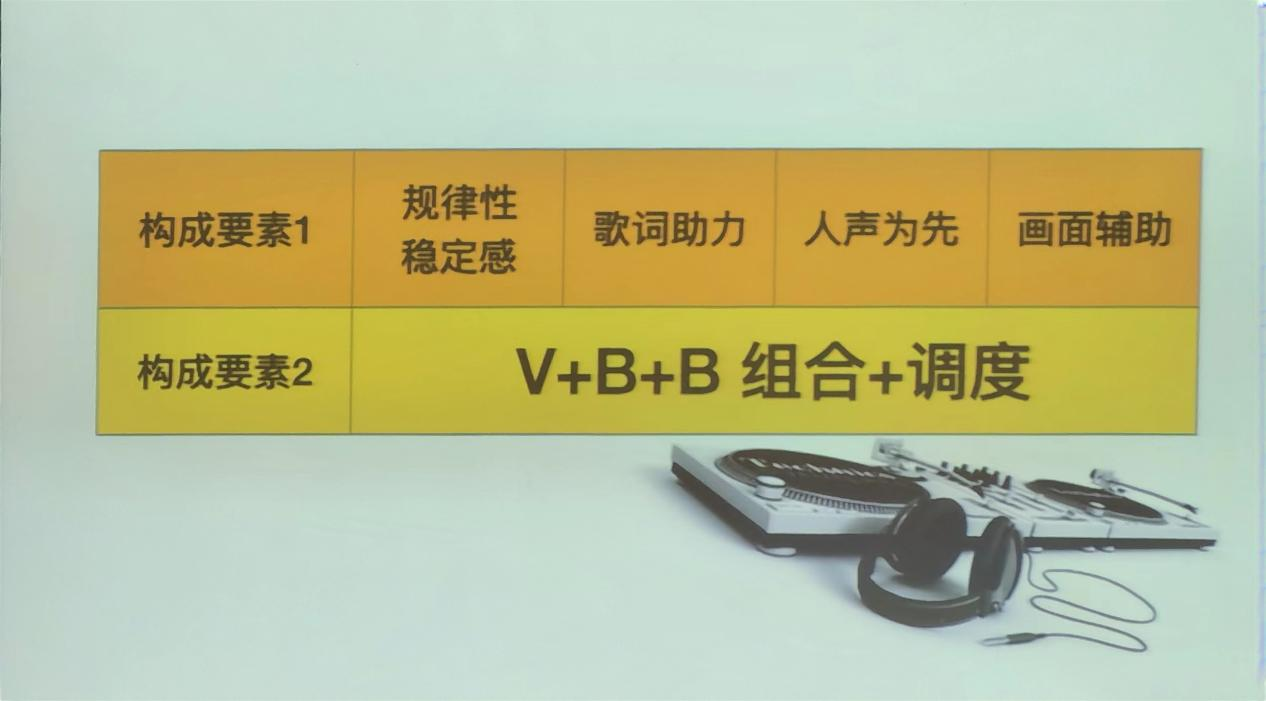 构成要素1
规律性
稳定感
歌词助力
人声为先
画面辅助
构成要素2
V+B+B 组合+调度
Technics